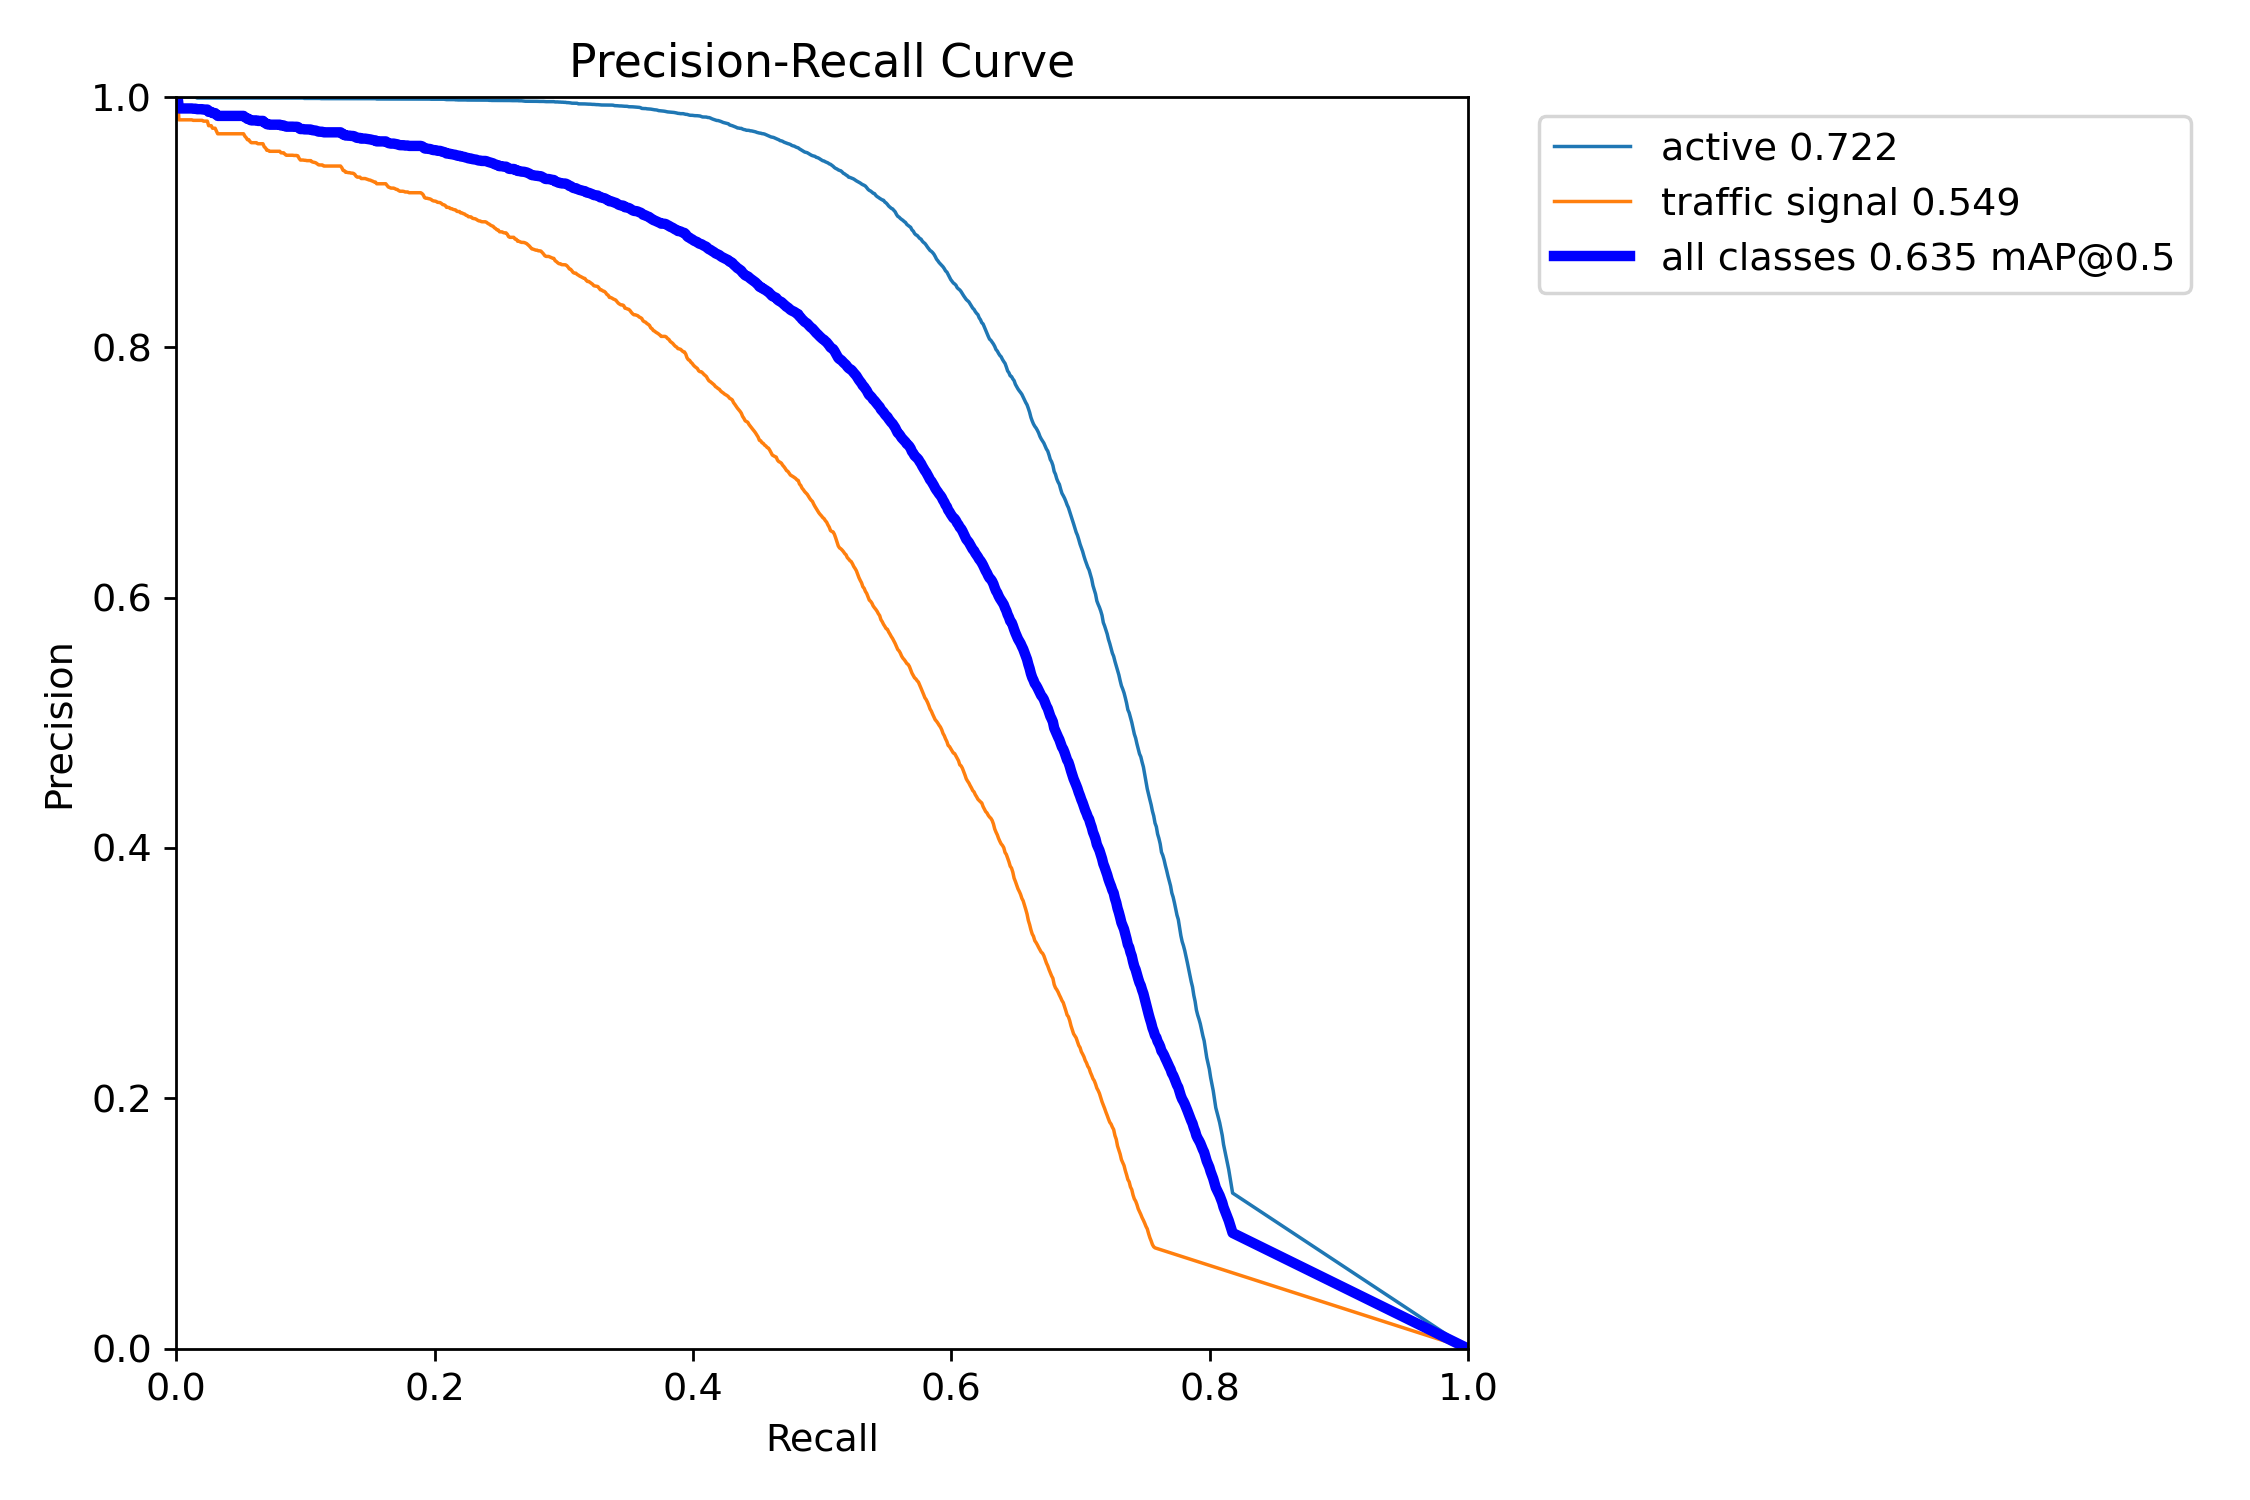 Precision-Recall Curve
1.0
0.8
0.6
0.4
0.2
0.0
Precision
0.0 0.2 0.4 0.6 0.8 1.0
Recall
active 0.722
traffic signal 0.549
all classes 0.635 mAP@0.5